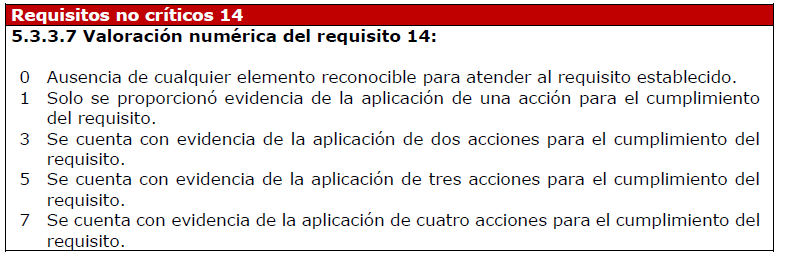 Requisitos no críticos 14
5.3.3.7 Valoración numérica del requisito 14:
0 Ausencia de cualquier elemento reconocible para atender al requisito establecido.
1 Solo se proporcionó evidencia de la aplicación de una acción para el cumplimiento
del requisito.
3 Se cuenta con evidencia de la aplicación de dos acciones para el cumplimiento del
requisito.
5 Se cuenta con evidencia de la aplicación de tres acciones para el cumplimiento del
requisito.
7 Se cuenta con evidencia de la aplicación de cuatro acciones para el cumplimiento del
requisito.